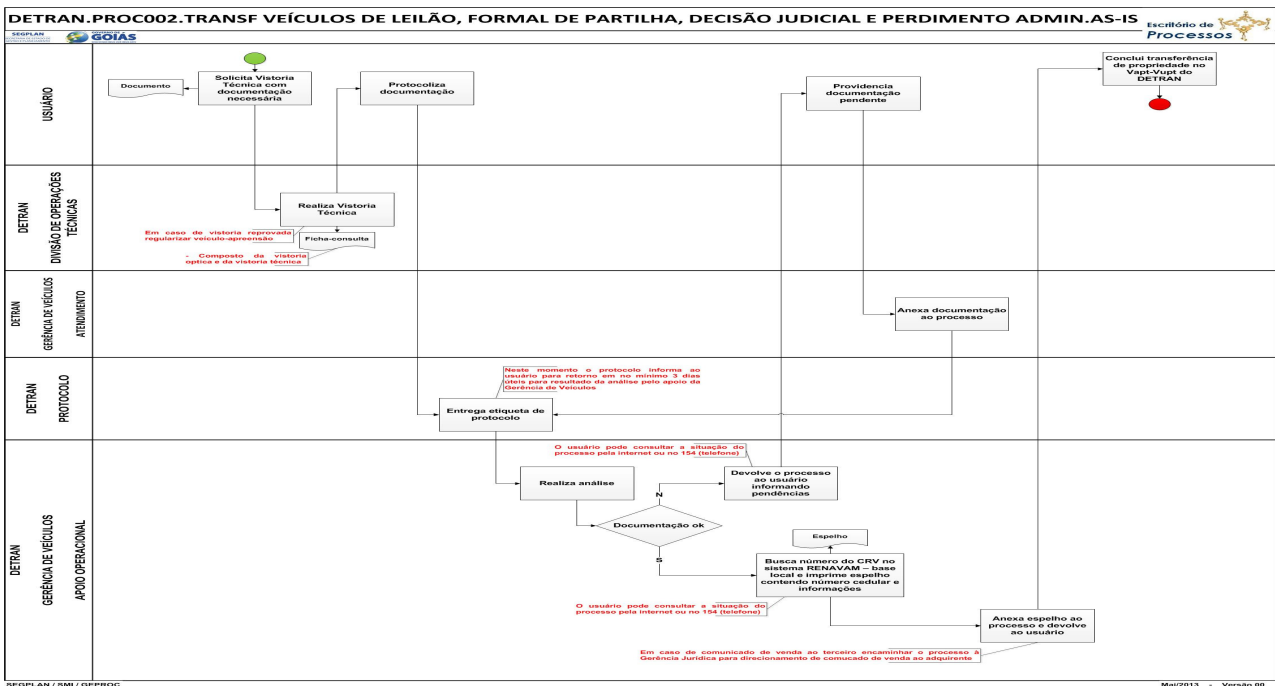 DETRAN.PROC002.TRANSF VEÍCULOS DE LEILÃO, FORMAL DE PARTILHA, DECISÃO JUDICIAL E PERDIMENTO ADMIN.AS-IS
Escritório de
Processos
SEGPLAN
GOIÁS
USUÁRIO
Documento
Solicita Vistoria
Técnica com
documentação
necessária
Protocoliza
documentação
Providencia
documentação
pendente
Conclui transferência
de propriedade no
Vapt-Vupt do
DETRAN
DETRAN
DIVISÃO DE OPERAÇÕES
TÉCNICAS
Realiza Vistoria
Técnica
Em caso de vistoria reprovada
regularizar veículo-apreensão
Ficha-consulta
- Composto da vistoria
optica e da vistoria técnica
DETRAN
GERÊNCIA DE VEÍCULOS
ATENDIMENTO
Anexa documentação
ao processo
DETRAN
PROTOCOLO
Neste momento o protocolo informa ao
usuário para retorno em no mínimo 3 dias
úteis para resultado da análise pelo apoio da
Gerência de Veículos
Entrega etiqueta de
protocolo
DETRAN
GERÊNCIA DE VEÍCULOS
APOIO OPERACIONAL
O usuário pode consultar a situação do
processo pela internet ou no 154 (telefone)
Realiza análise
Devolve o processo
ao usuário
informando
pendências
N
Documentação ok
S
Espelho
Busca número do CRV no
sistema RENAVAM – base
local e imprime espelho
contendo número cedular e
informações
O usuário pode consultar a situação do
processo pela internet ou no 154 (telefone)
Anexa espelho ao
processo e devolve
ao usuário
Em caso de comunicado de venda ao terceiro encaminhar o processo à
Gerência Jurídica para direcionamento de comucado de venda ao adquirente
SEGPLAN / SMI / GEPROC
Mai/2013 - Versão 00